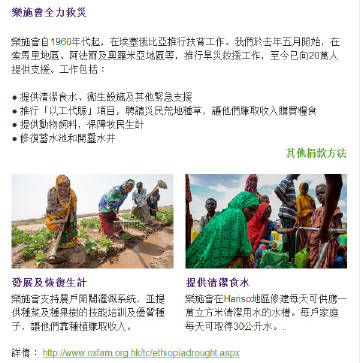 樂施會全力救災
樂施會自1960年代起，在埃塞俄比亞推行扶貧工作。我們於去年五月開始，在
索馬里地區、阿法爾及奧羅米亞地區等，推行旱災救援工作，至今已向20萬人
提供支援。工作包括：
● 提供清潔食水、衞生設施及其他緊急支援
● 推行「以工代賑」項目，聘請災民荒地種草，讓他們賺取收入購買糧食
● 提供動物飼料，保障牧民生計
● 修復蓄水池和開鑿水井
其他捐款方法
發展及恢復生計
樂施會支持農戶開闢灌溉系統，並提
供種菜及種果樹的技能培訓及優質種
子，讓他們靠種植賺取收入。
提供清潔食水
樂施會在Hariso地區修建每天可供應一
萬立方米清潔用水的水槽。每戶家庭
每天可取得30公升水。
詳情： http://www.oxfam.org.hk/tc/ethiopiadrought.aspx